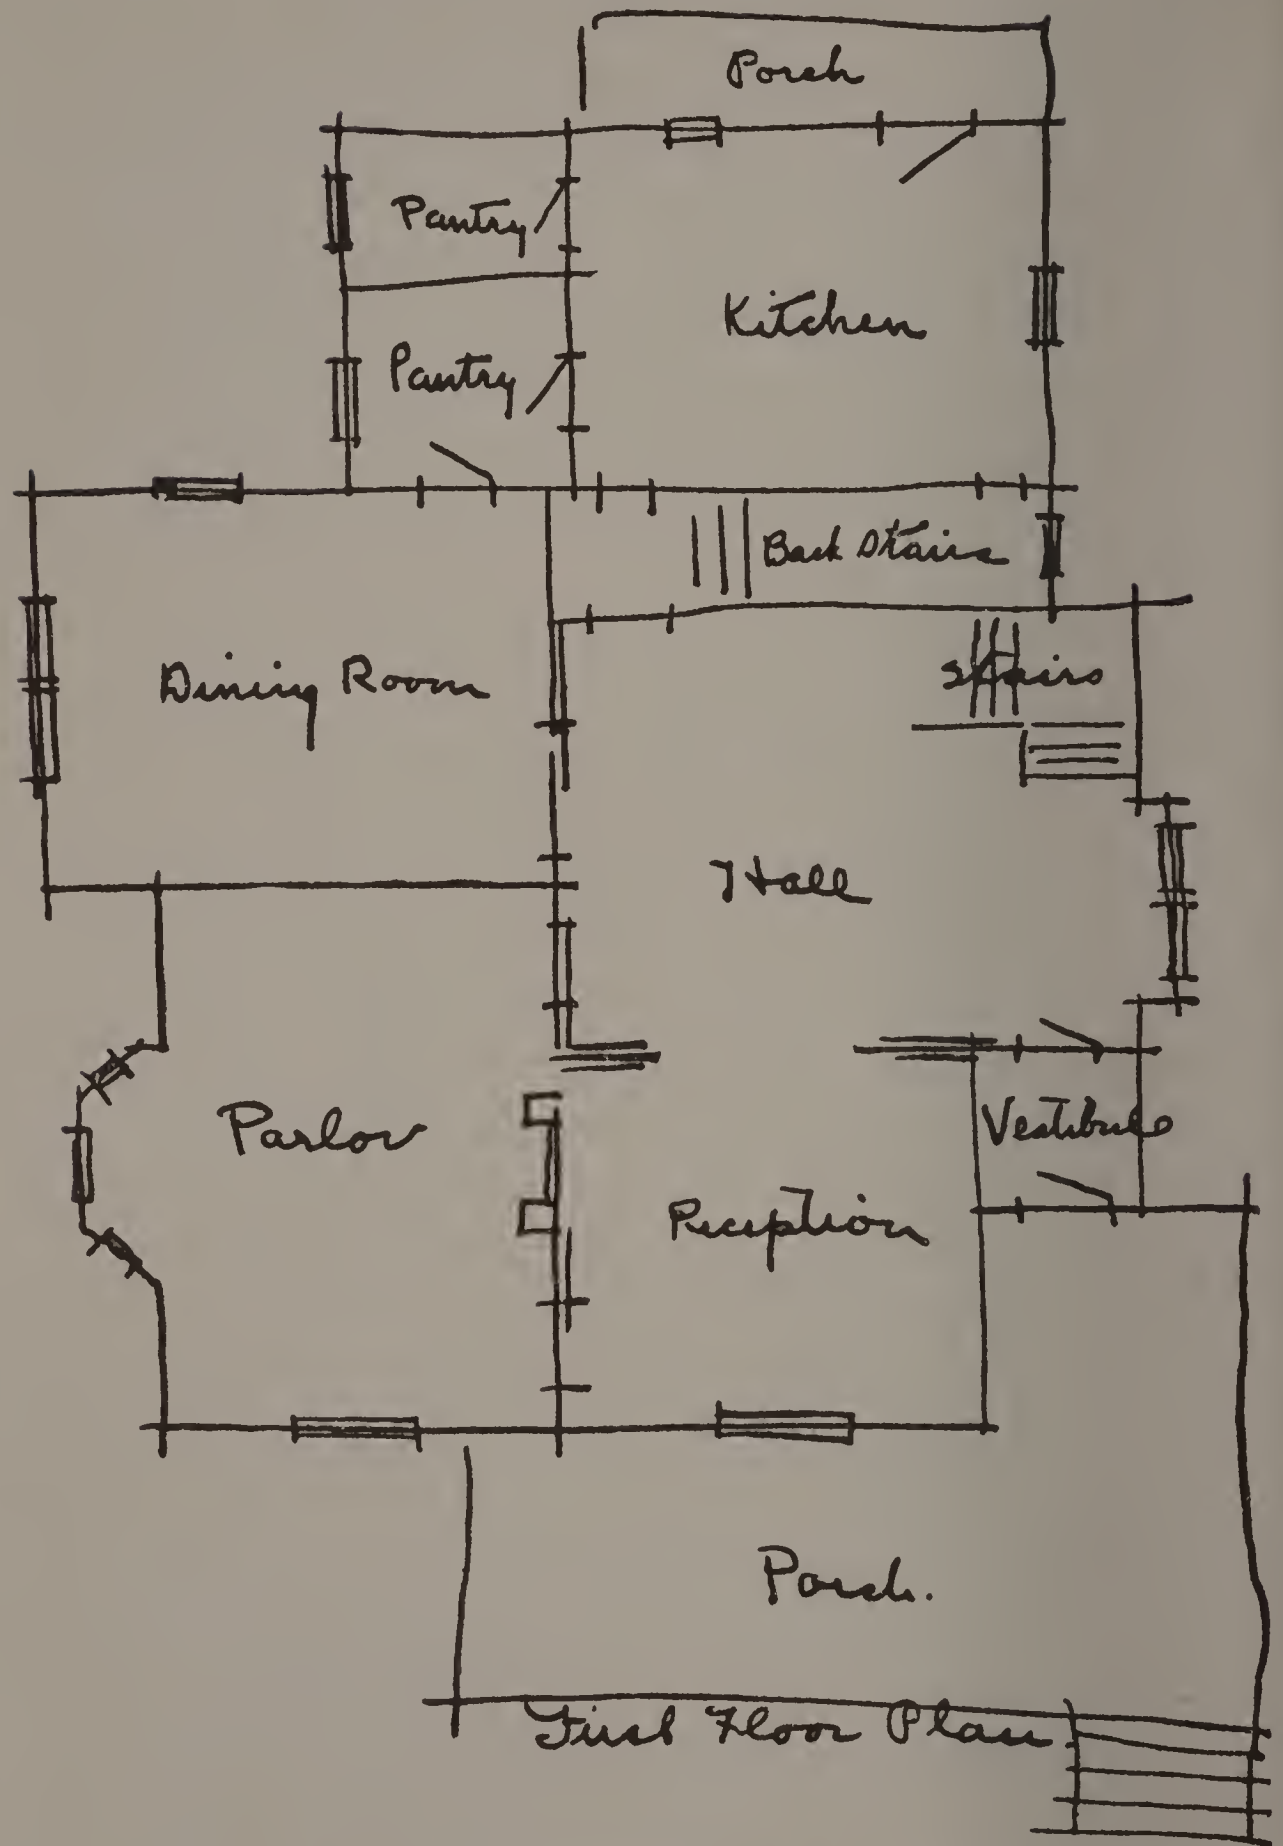 Porch
Pantry
Kitchen
Pantry
Back Stairs
Dining Room
Stairs
Hall
Parlor
Vestibule
Reception
Porch.
First Floor Plan